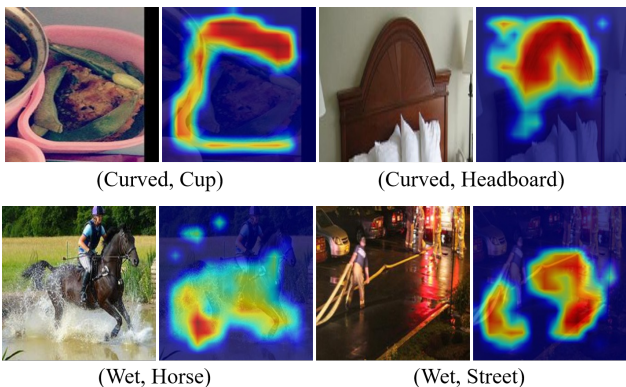 (Curved, Cup)
(Curved, Headboard)
(Wet, Horse)
(Wet, Street)